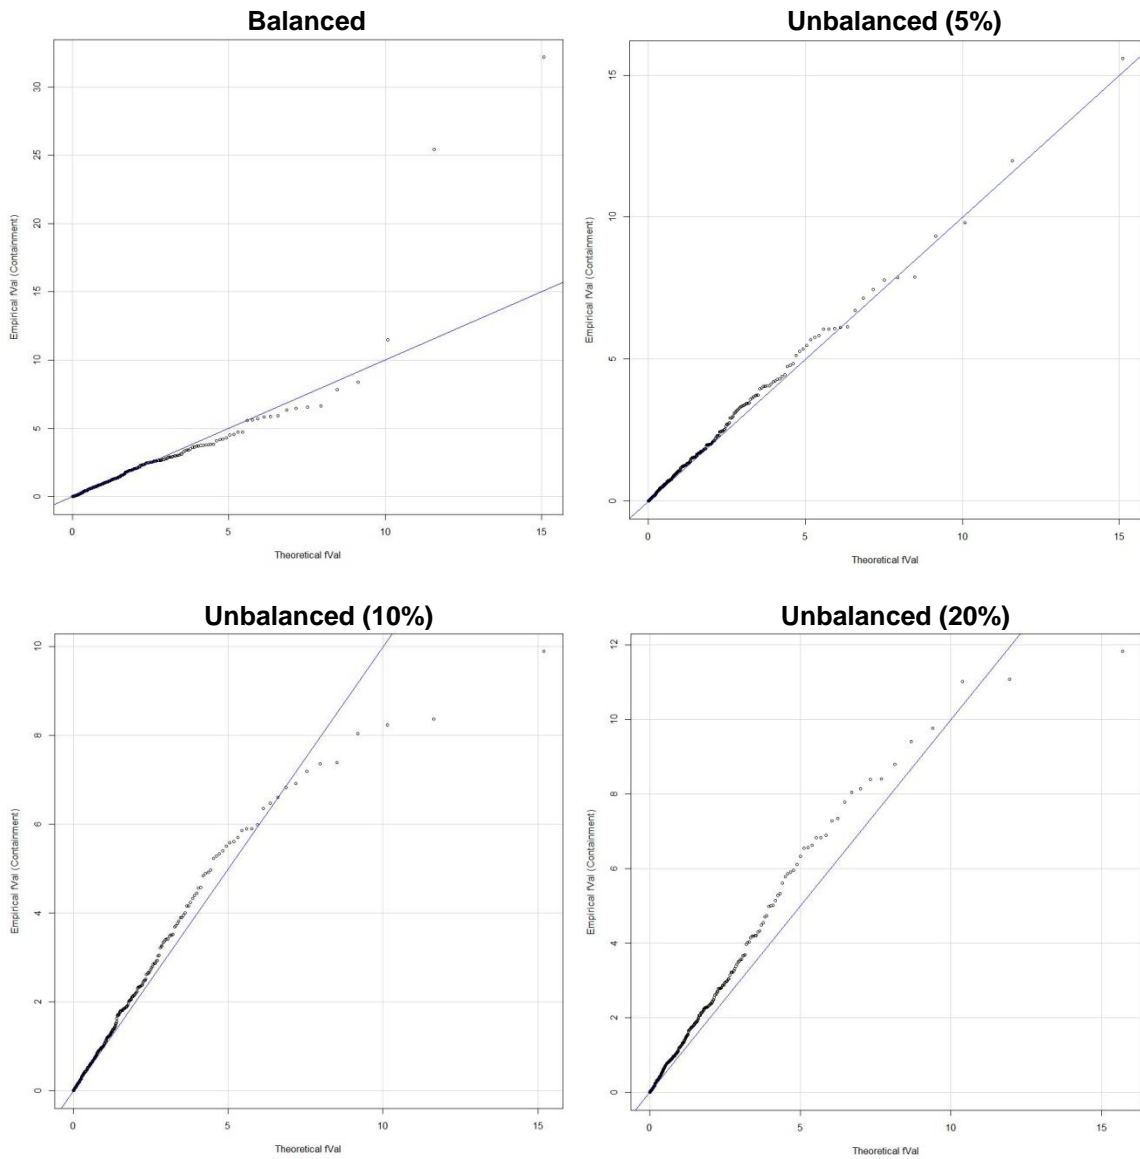 Balanced
Unbalanced (5%)
30
25
20
15
10
5
0
Empirical fVal (Containment)
0 5 10 15
Theoretical fVal
15
10
5
0
Empirical fVal (Containment)
0 5 10 15
Theoretical fVal
Unbalanced (10%)
Unbalanced (20%)
10
8
6
4
2
0
Empirical fVal (Containment)
0 5 10 15
Theoretical fVal
12
10
8
6
4
2
0
Empirical fVal (Containment)
0 5 10 15
Theoretical fVal